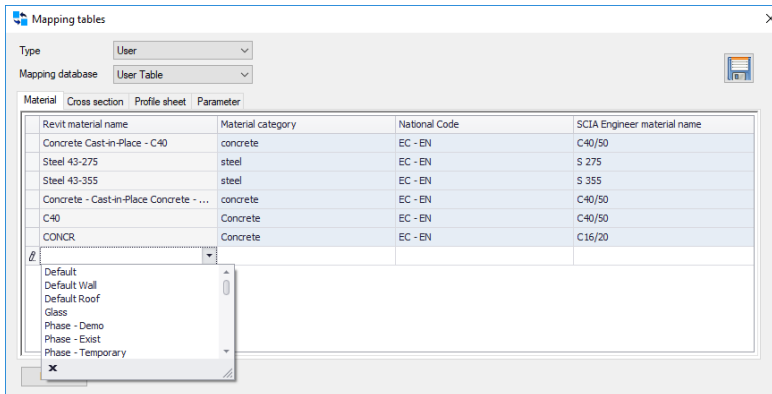 Mapping tables
Type User
Mapping database User Table
Material Cross section Profile sheet Parameter
Revit material name Material category National Code SCIA Engineer material name
Concrete Cast-in-Place - C40 concrete EC - EN C40/50
Steel 43-275 steel EC - EN S 275
Steel 43-355 steel EC - EN S 355
Concrete - Cast-in-Place Concrete - ... concrete EC - EN C40/50
C40 Concrete EC - EN C40/50
CONCR Concrete EC - EN C16/20
Default
Default Wall
Default Roof
Glass
Phase - Demo
Phase - Exist
Phase - Temporary